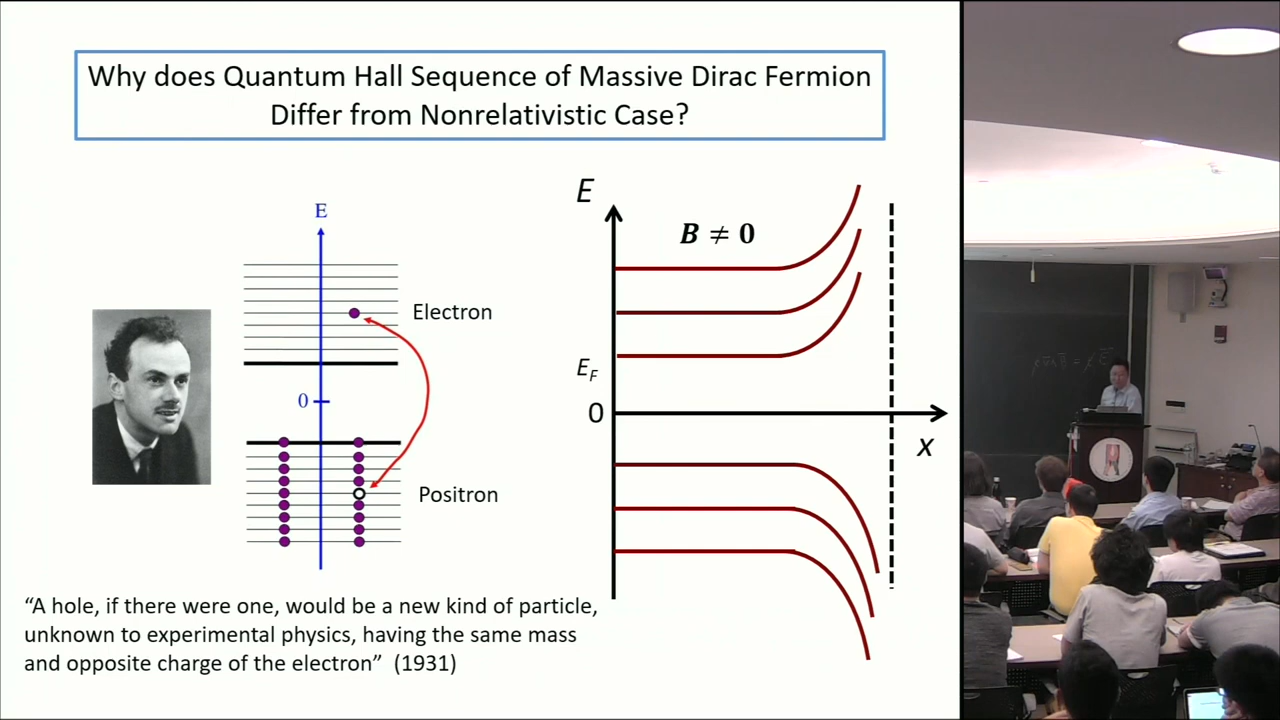 Why does Quantum Hall Sequence of Massive Dirac Fermion
Differ from Nonrelativistic Case?
E
Electron
0
Positron
“A hole, if there were one, would be a new kind of particle,
unknown to experimental physics, having the same mass
and opposite charge of the electron” (1931)
E
B ≠ 0
E_F
0
x